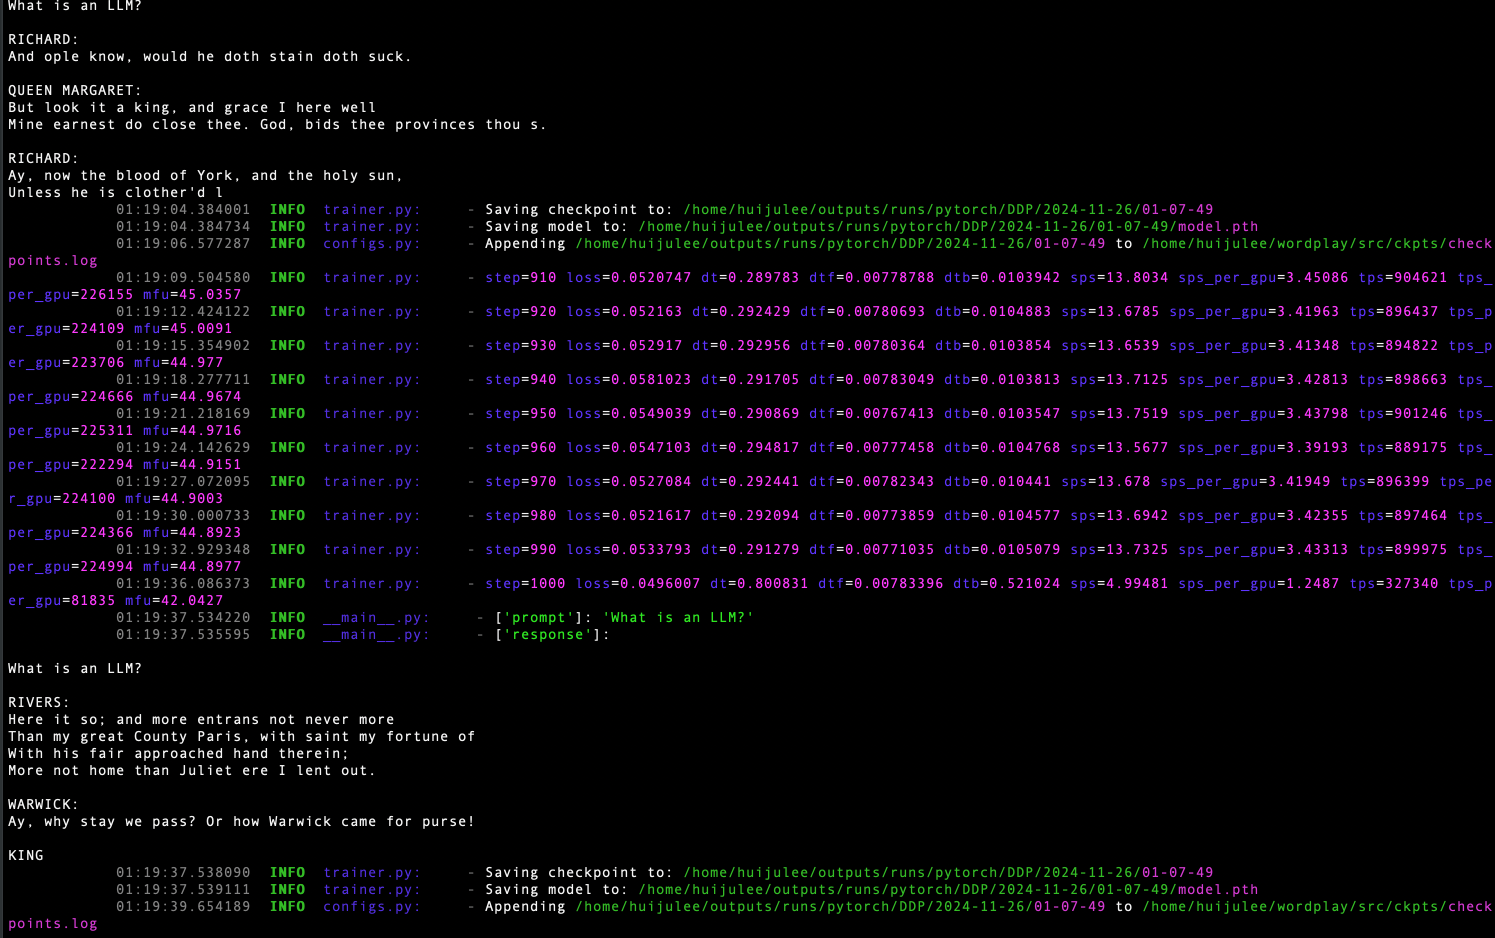 What is an LLM?
RICHARD:
And ople know, would he doth stain doth suck.
QUEEN MARGARET:
But look it a king, and grace I here well
Mine earnest do close thee. God, bids thee provinces thou s.
RICHARD:
Ay, now the blood of York, and the holy sun,
Unless he is clother'd l
01:19:04.384001 INFO trainer.py: - Saving checkpoint to: /home/huijulee/outputs/runs/pytorch/DDP/2024-11-26/01-07-49
01:19:04.384734 INFO trainer.py: - Saving model to: /home/huijulee/outputs/runs/pytorch/DDP/2024-11-26/01-07-49/model.pth
01:19:06.577287 INFO configs.py: - Appending /home/huijulee/outputs/runs/pytorch/DDP/2024-11-26/01-07-49 to /home/huijulee/wordplay/src/ckpts/check
points.log
01:19:09.504580 INFO trainer.py: - step=910 loss=0.0520747 dt=0.289783 dtf=0.00778788 dtb=0.0103942 sps=13.8034 sps_per_gpu=3.45086 tps=904621 tps_
per_gpu=226155 mfu=45.0357
01:19:12.424122 INFO trainer.py: - step=920 loss=0.052163 dt=0.292429 dtf=0.00780693 dtb=0.0104883 sps=13.6785 sps_per_gpu=3.41963 tps=896437 tps_p
er_gpu=224109 mfu=45.0091
01:19:15.354902 INFO trainer.py: - step=930 loss=0.052917 dt=0.292956 dtf=0.00780364 dtb=0.0103854 sps=13.6539 sps_per_gpu=3.41348 tps=894822 tps_p
er_gpu=223706 mfu=44.977
01:19:18.277711 INFO trainer.py: - step=940 loss=0.0581023 dt=0.291705 dtf=0.00783049 dtb=0.0103813 sps=13.7125 sps_per_gpu=3.42813 tps=898663 tps_
per_gpu=224666 mfu=44.9674
01:19:21.218169 INFO trainer.py: - step=950 loss=0.0549039 dt=0.290869 dtf=0.00767413 dtb=0.0103547 sps=13.7519 sps_per_gpu=3.43798 tps=901246 tps_
per_gpu=225311 mfu=44.9716
01:19:24.142629 INFO trainer.py: - step=960 loss=0.0547103 dt=0.294817 dtf=0.00777458 dtb=0.0104768 sps=13.5677 sps_per_gpu=3.39193 tps=889175 tps_
per_gpu=222294 mfu=44.9151
01:19:27.072095 INFO trainer.py: - step=970 loss=0.0527084 dt=0.292441 dtf=0.00782343 dtb=0.010441 sps=13.678 sps_per_gpu=3.41949 tps=896399 tps_pe
r_gpu=224100 mfu=44.9003
01:19:30.000733 INFO trainer.py: - step=980 loss=0.0521617 dt=0.292094 dtf=0.00773859 dtb=0.0104577 sps=13.6942 sps_per_gpu=3.42355 tps=897464 tps_
per_gpu=224366 mfu=44.8923
01:19:32.929348 INFO trainer.py: - step=990 loss=0.0533793 dt=0.291279 dtf=0.00771035 dtb=0.0105079 sps=13.7325 sps_per_gpu=3.43313 tps=899975 tps_
per_gpu=224994 mfu=44.8977
01:19:36.086373 INFO trainer.py: - step=1000 loss=0.0496007 dt=0.800831 dtf=0.00783396 dtb=0.521024 sps=4.99481 sps_per_gpu=1.2487 tps=327340 tps_p
er_gpu=81835 mfu=42.0427
01:19:37.534220 INFO __main__.py: - ['prompt']: 'What is an LLM?'
01:19:37.535595 INFO __main__.py: - ['response']:
What is an LLM?
RIVERS:
Here it so; and more entrans not never more
Than my great County Paris, with saint my fortune of
With his fair approached hand therein;
More not home than Juliet ere I lent out.
WARWICK:
Ay, why stay we pass? Or how Warwick came for purse!
KING
01:19:37.538090 INFO trainer.py: - Saving checkpoint to: /home/huijulee/outputs/runs/pytorch/DDP/2024-11-26/01-07-49
01:19:37.539111 INFO trainer.py: - Saving model to: /home/huijulee/outputs/runs/pytorch/DDP/2024-11-26/01-07-49/model.pth
01:19:39.654189 INFO configs.py: - Appending /home/huijulee/outputs/runs/pytorch/DDP/2024-11-26/01-07-49 to /home/huijulee/wordplay/src/ckpts/check
points.log